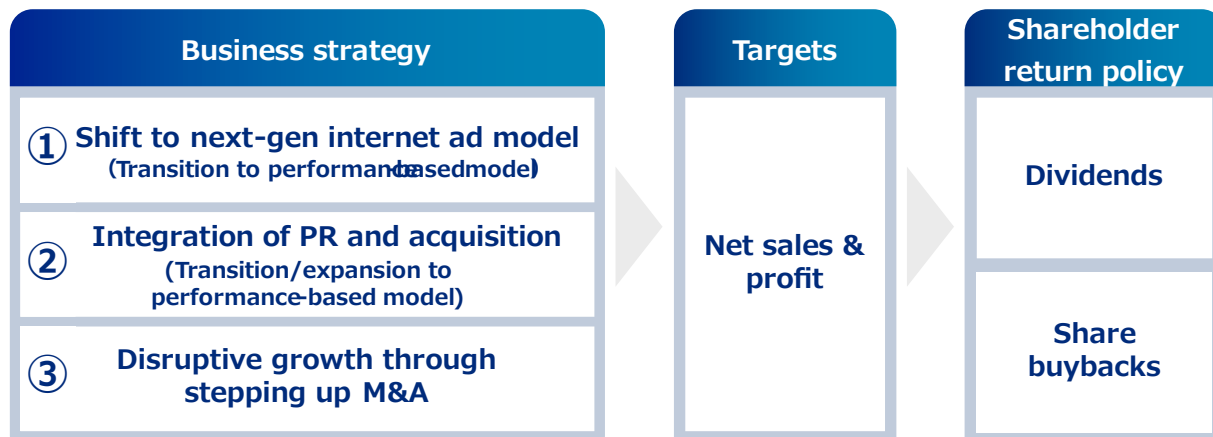 Business strategy
① Shift to next-gen internet ad model
(Transition to performance-basedmodel)
② Integration of PR and acquisition
(Transition/expansion to
performance-based model)
③ Disruptive growth through
stepping up M&A
Targets
Net sales &
profit
Shareholder
return policy
Dividends
Share
buybacks